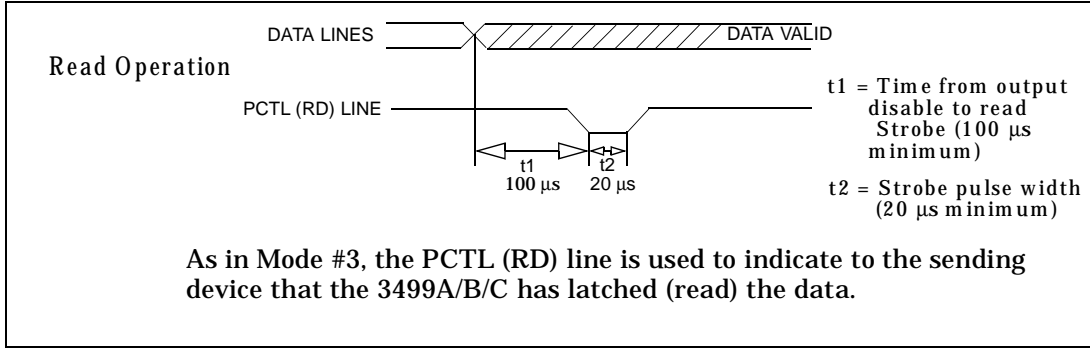 DATA LINES
DATA VALID
Read Operation
PCTL (RD) LINE
t1 = Time from output
disable to read
Strobe (100 µs
minimum)
t1
100 µs
t2
20 µs
t2 = Strobe pulse width
(20 µs minimum)
As in Mode #3, the PCTL (RD) line is used to indicate to the sending
device that the 3499A/B/C has latched (read) the data.